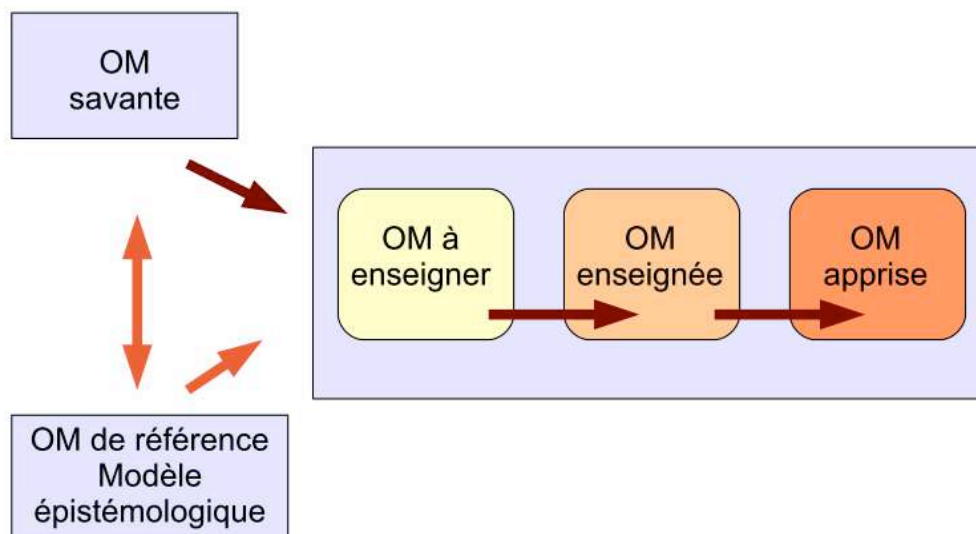 OM
savante
OM à
enseigner
OM
enseignée
OM
apprise
OM de référence
Modèle
épistémologique